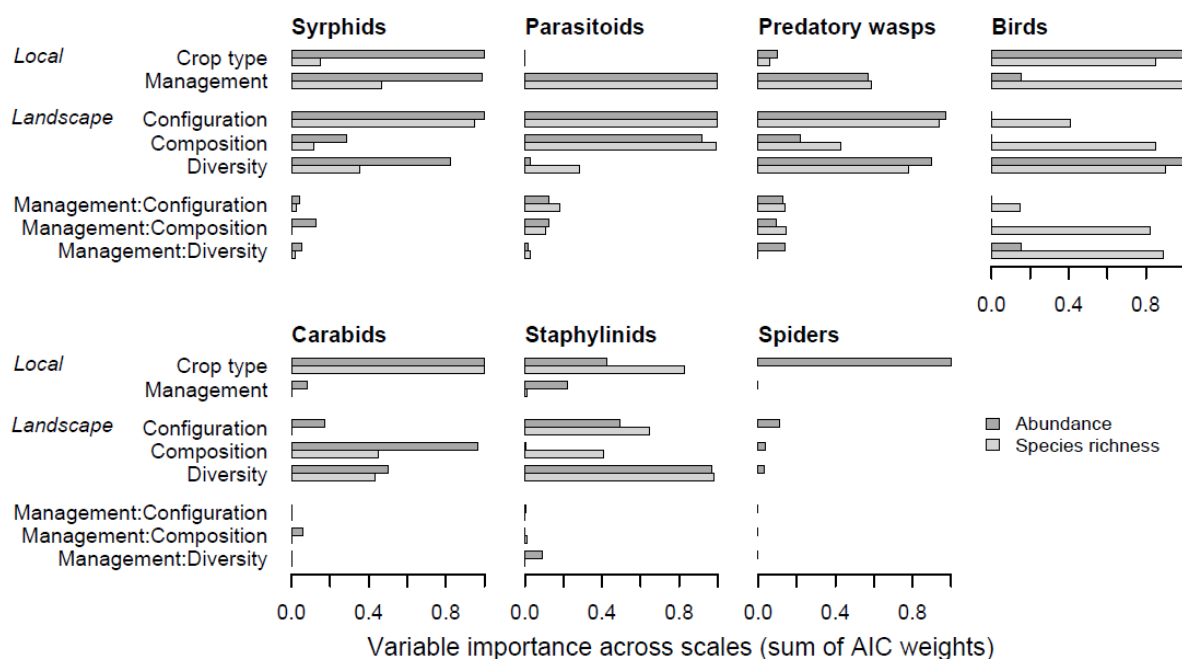 Syrphids Parasitoids Predatory wasps Birds
Local Crop type
Management
Landscape Configuration
Composition
Diversity
Management:Configuration
Management:Composition
Management:Diversity
0.0 0.4 0.8
Carabids Staphylinids Spiders
Local Crop type
Management
Landscape Configuration
Composition
Diversity
Abundance
Species richness
Management:Configuration
Management:Composition
Management:Diversity
0.0 0.4 0.8 0.0 0.4 0.8 0.0 0.4 0.8
Variable importance across scales (sum of AIC weights)